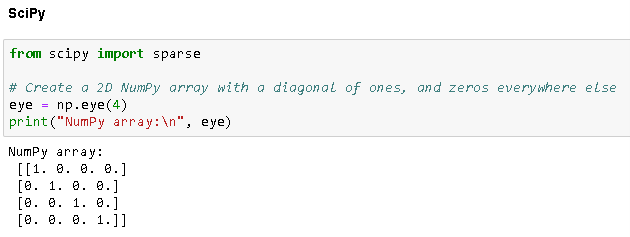 SciPy
from scipy import sparse
# Create a 2D NumPy array with a diagonal of ones, and zeros everywhere else
eye = np.eye(4)
print("NumPy array:\n", eye)
NumPy array:
 [[1. 0. 0. 0.]
 [0. 1. 0. 0.]
 [0. 0. 1. 0.]
 [0. 0. 0. 1.]]